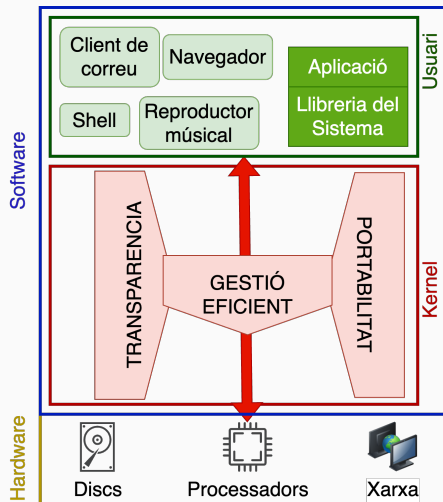 Client de
correu
Navegador
Shell
Reproductor
músical
Aplicació
Llibreria del
Sistema
Usuari
Software
TRANSPARENCIA
GESTIÓ
EFICIENT
PORTABILITAT
Kernel
Hardware
Discs
Processadors
Xarxa